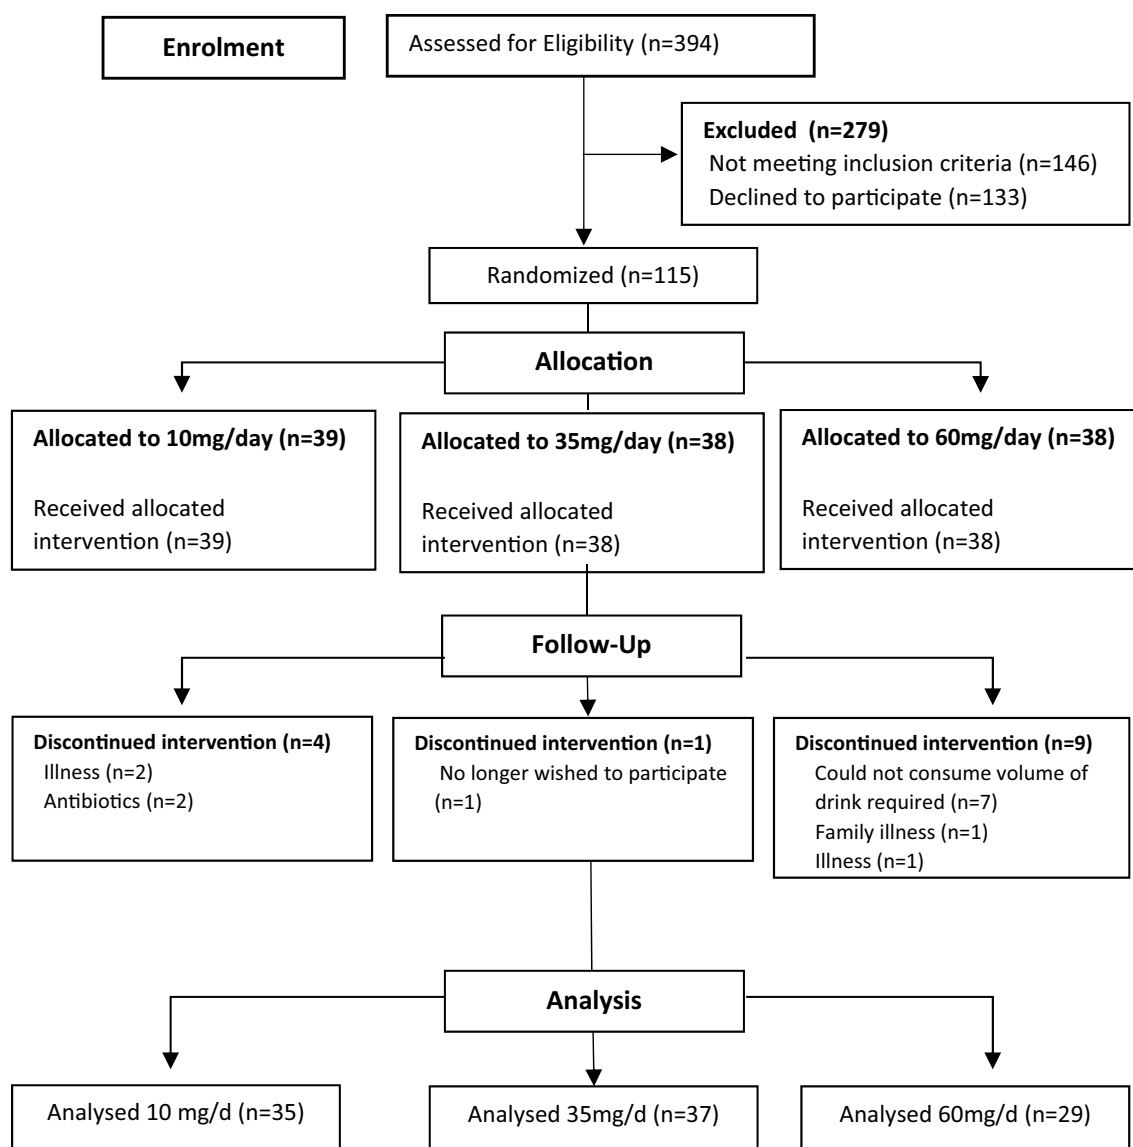 Enrolment
Assessed for Eligibility (n=394)
Excluded (n=279)
Not meeting inclusion criteria (n=146)
Declined to participate (n=133)
Randomized (n=115)
Allocation
Allocated to 10mg/day (n=39)
Received allocated
intervention (n=39)
Allocated to 35mg/day (n=38)
Received allocated
intervention (n=38)
Allocated to 60mg/day (n=38)
Received allocated
intervention (n=38)
Follow-Up
Discontinued intervention (n=4)
Illness (n=2)
Antibiotics (n=2)
Discontinued intervention (n=1)
No longer wished to participate
(n=1)
Discontinued intervention (n=9)
Could not consume volume of
drink required (n=7)
Family illness (n=1)
Illness (n=1)
Analysis
Analysed 10 mg/d (n=35)
Analysed 35mg/d (n=37)
Analysed 60mg/d (n=29)